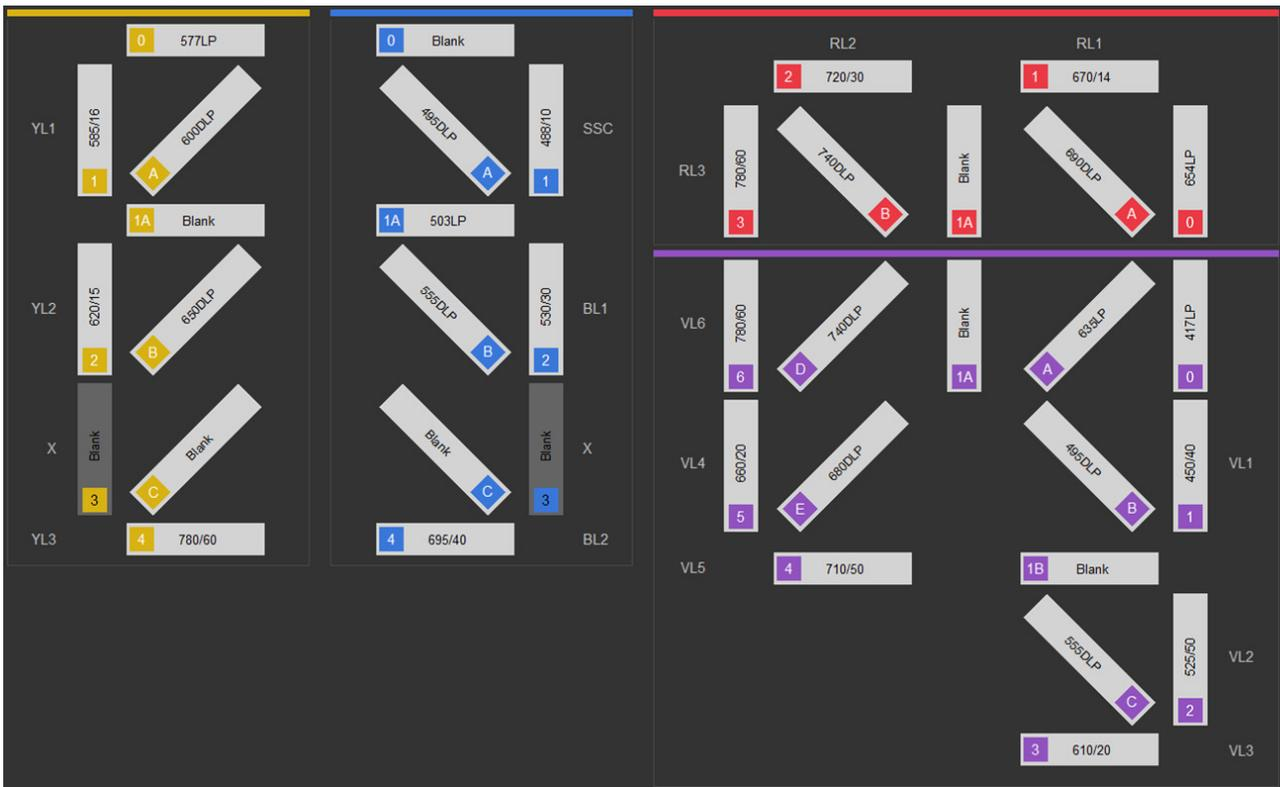 0 577LP
YL1
585/16
1
600DLP
A
1A Blank
YL2
620/15
2
650DLP
B
X
Blank
3
Blank
C
YL3
4 780/60
0 Blank
495DLP
A
488/10
1
SSC
1A 503LP
555DLP
B
530/30
2
BL1
Blank
C
Blank
3
X
4 695/40
BL2
RL2
RL1
2 720/30
1 670/14
RL3
780/60
3
740DLP
B
Blank
1A
690DLP
A
654LP
0
VL6
780/60
6
740DLP
D
Blank
1A
635LP
A
417LP
0
VL4
660/20
5
680DLP
E
495DLP
B
450/40
1
VL1
VL5
4 710/50
1B Blank
555DLP
C
525/50
2
VL2
3 610/20
VL3